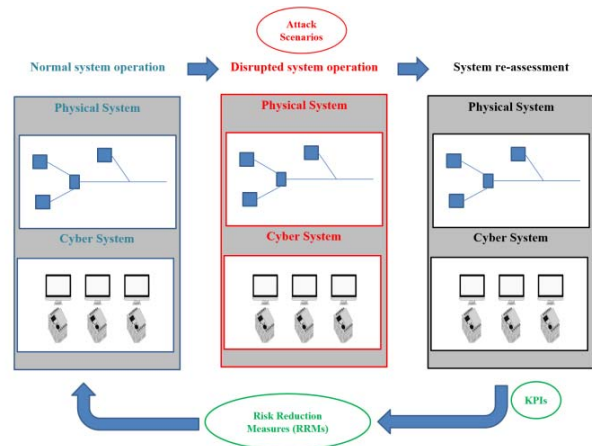 Attack
Scenarios
Normal system operation
Disrupted system operation
System re-assessment
Physical System
Physical System
Physical System
Cyber System
Cyber System
Cyber System
KPIs
Risk Reduction
Measures (RRMs)